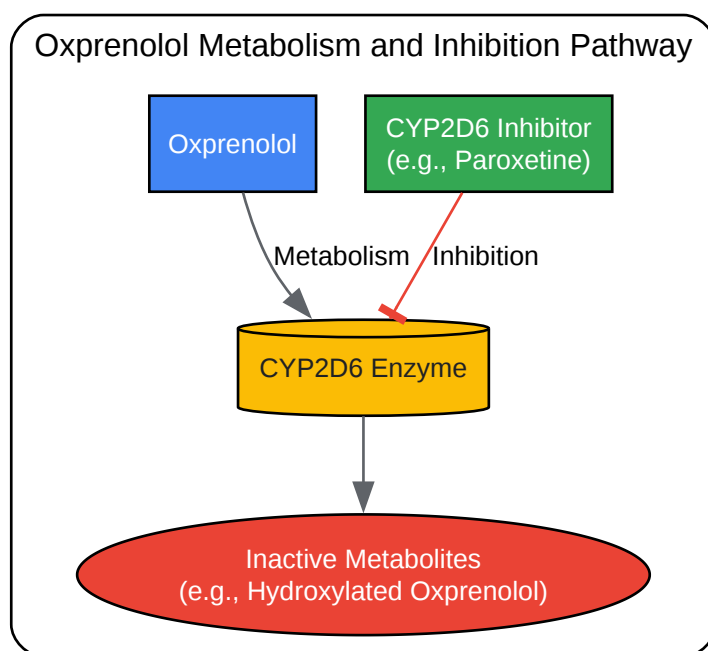 Oxprenolol Metabolism and Inhibition Pathway
Oxprenolol
CYP2D6 Inhibitor
(e.g., Paroxetine)
Metabolism
Inhibition
CYP2D6 Enzyme
Inactive Metabolites
(e.g., Hydroxylated Oxprenolol)